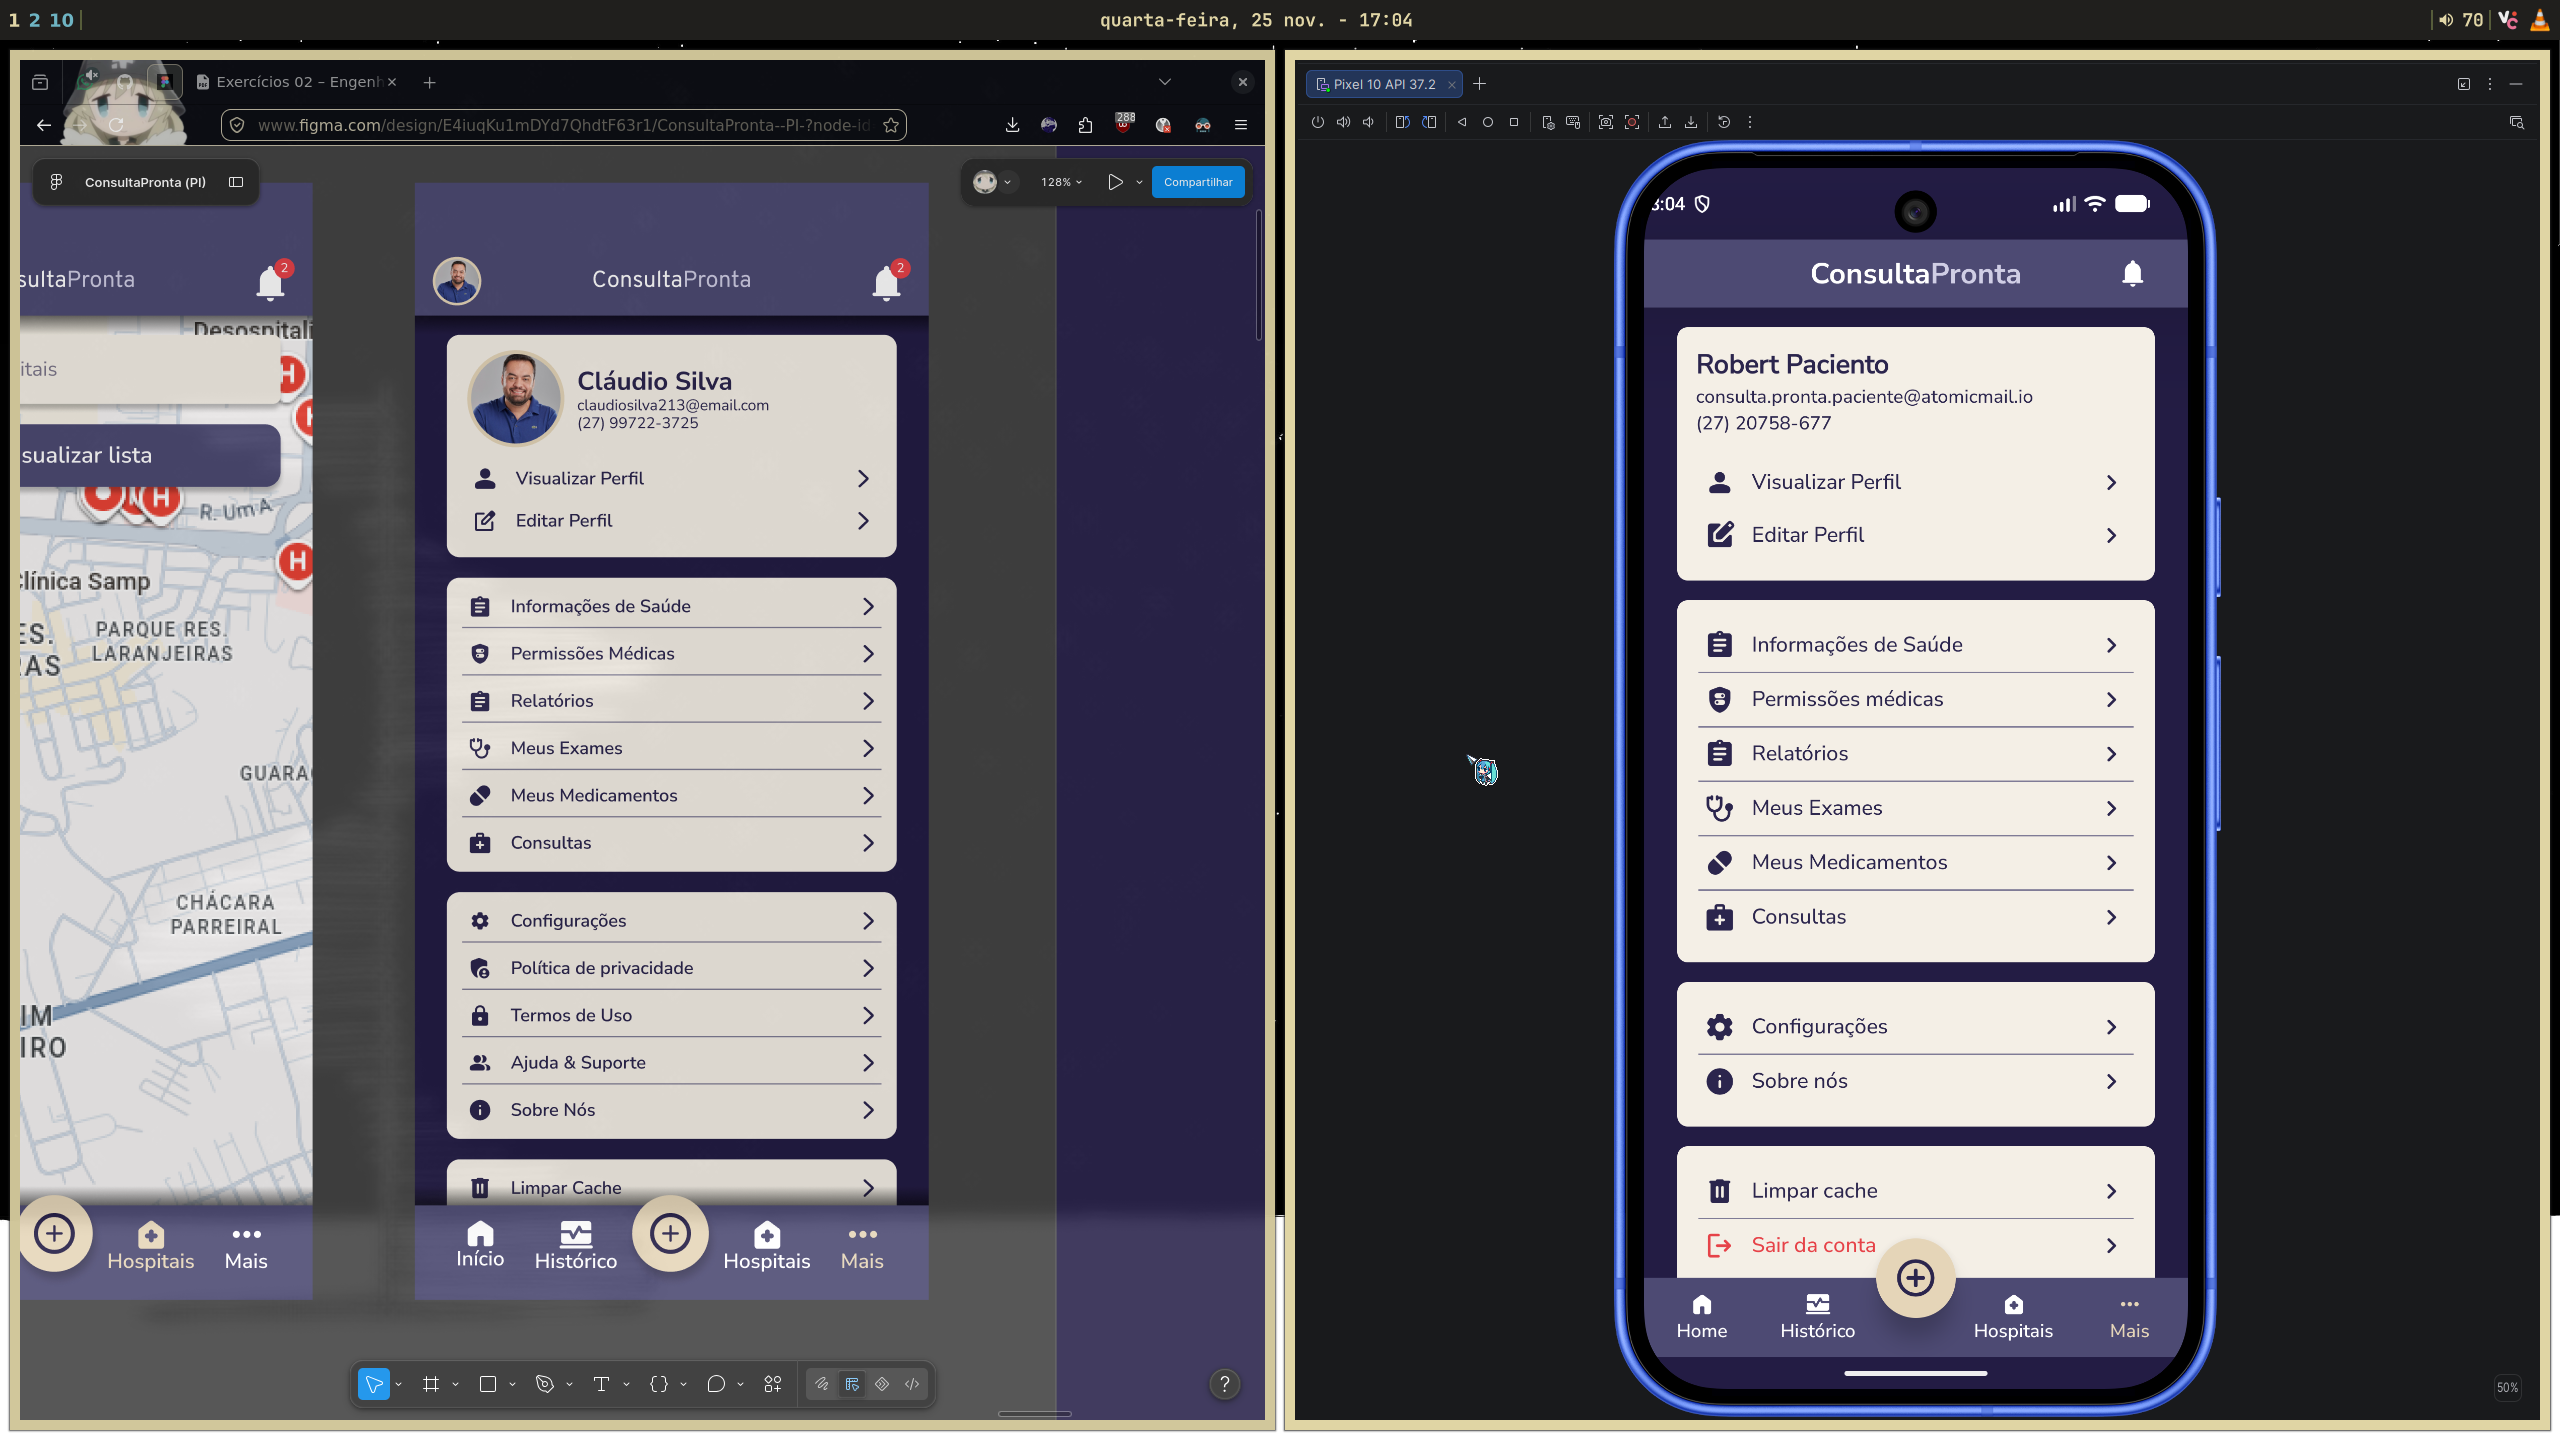 1 2 10
quarta-feira, 25 nov. - 17:04
70
Exercícios 02 – Engenh
www.figma.com/design/E4iuqKu1mDYd7QhdtF63r1/ConsultaPronta--PI-?node-id
288
ConsultaPronta (PI)
128%
Compartilhar
sultaPronta
2
Desospitali
itais
H
sualizar lista
H
R. Um A
H
Clínica Samp
ES.
RAS
PARQUE RES.
LARANJEIRAS
GUARA
CHÁCARA
PARREIRAL
IM
EIRO
Hospitais
Mais
ConsultaPronta
2
Cláudio Silva
claudiosilva213@email.com
(27) 99722-3725
Visualizar Perfil
Editar Perfil
Informações de Saúde
Permissões Médicas
Relatórios
Meus Exames
Meus Medicamentos
Consultas
Configurações
Política de privacidade
Termos de Uso
Ajuda & Suporte
Sobre Nós
Limpar Cache
Início
Histórico
Hospitais
Mais
?
Pixel 10 API 37.2
3:04
ConsultaPronta
Robert Paciento
consulta.pronta.paciente@atomicmail.io
(27) 20758-677
Visualizar Perfil
Editar Perfil
Informações de Saúde
Permissões médicas
Relatórios
Meus Exames
Meus Medicamentos
Consultas
Configurações
Sobre nós
Limpar cache
Sair da conta
Home
Histórico
Hospitais
Mais
50%